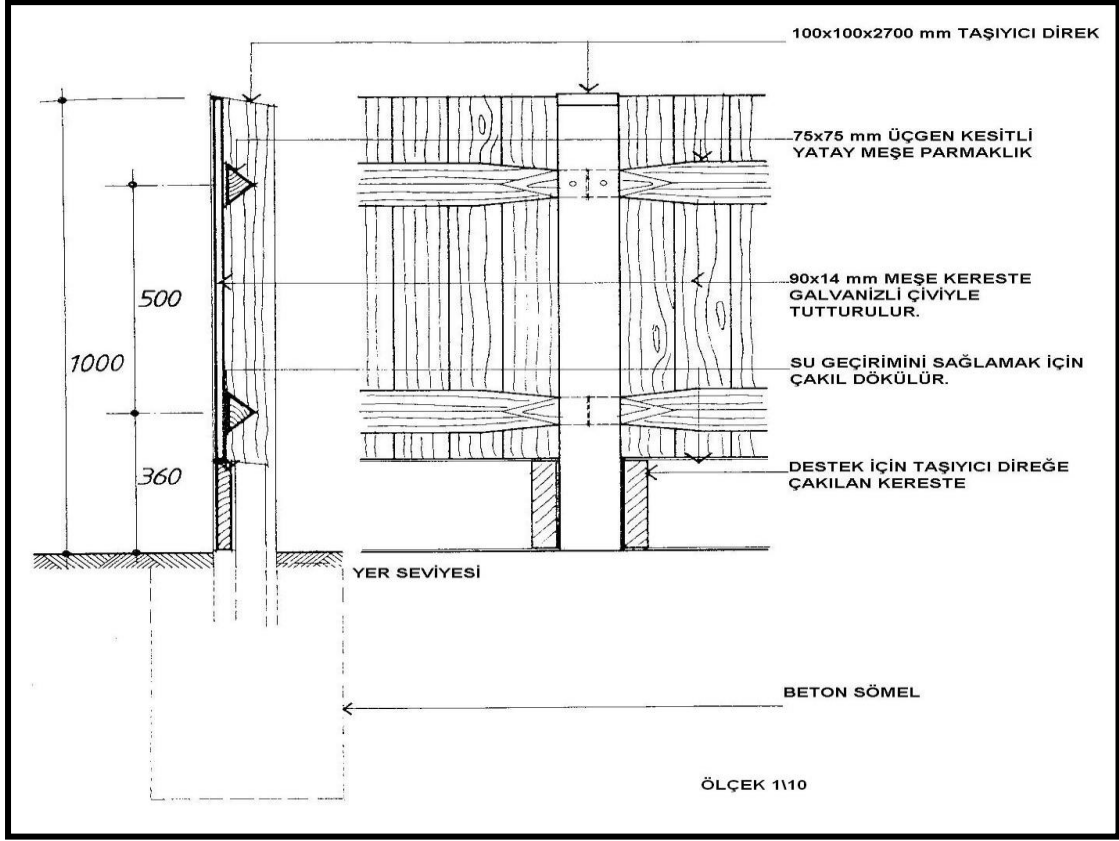 100x100x2700 mm TAŞIYICI DİREK
75x75 mm ÜÇGEN KESİTLİ
YATAY MEŞE PARMAKLIK
90x14 mm MEŞE KERESTE
GALVANİZLİ ÇİVİYLE
TUTTURULUR.
500
1000
SU GEÇİRİMİNİ SAĞLAMAK İÇİN
ÇAKIL DÖKÜLÜR.
360
DESTEK İÇİN TAŞIYICI DİREĞE
ÇAKILAN KERESTE
YER SEVİYESİ
BETON SÖMEL
ÖLÇEK 1\10